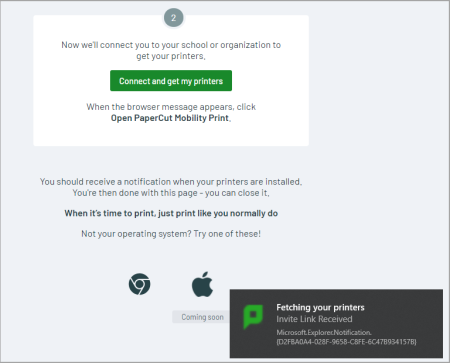 2
Now we'll connect you to your school or organization to
get your printers.
Connect and get my printers
When the browser message appears, click
Open PaperCut Mobility Print.
You should receive a notification when your printers are installed.
You're then done with this page - you can close it.
When it's time to print, just print like you normally do
Not your operating system? Try one of these!
Coming soon
Fetching your printers
Invite Link Received
Microsoft.Explorer.Notification.
{D2FBA0A4-028F-9658-C8FE-6C47B934157B}